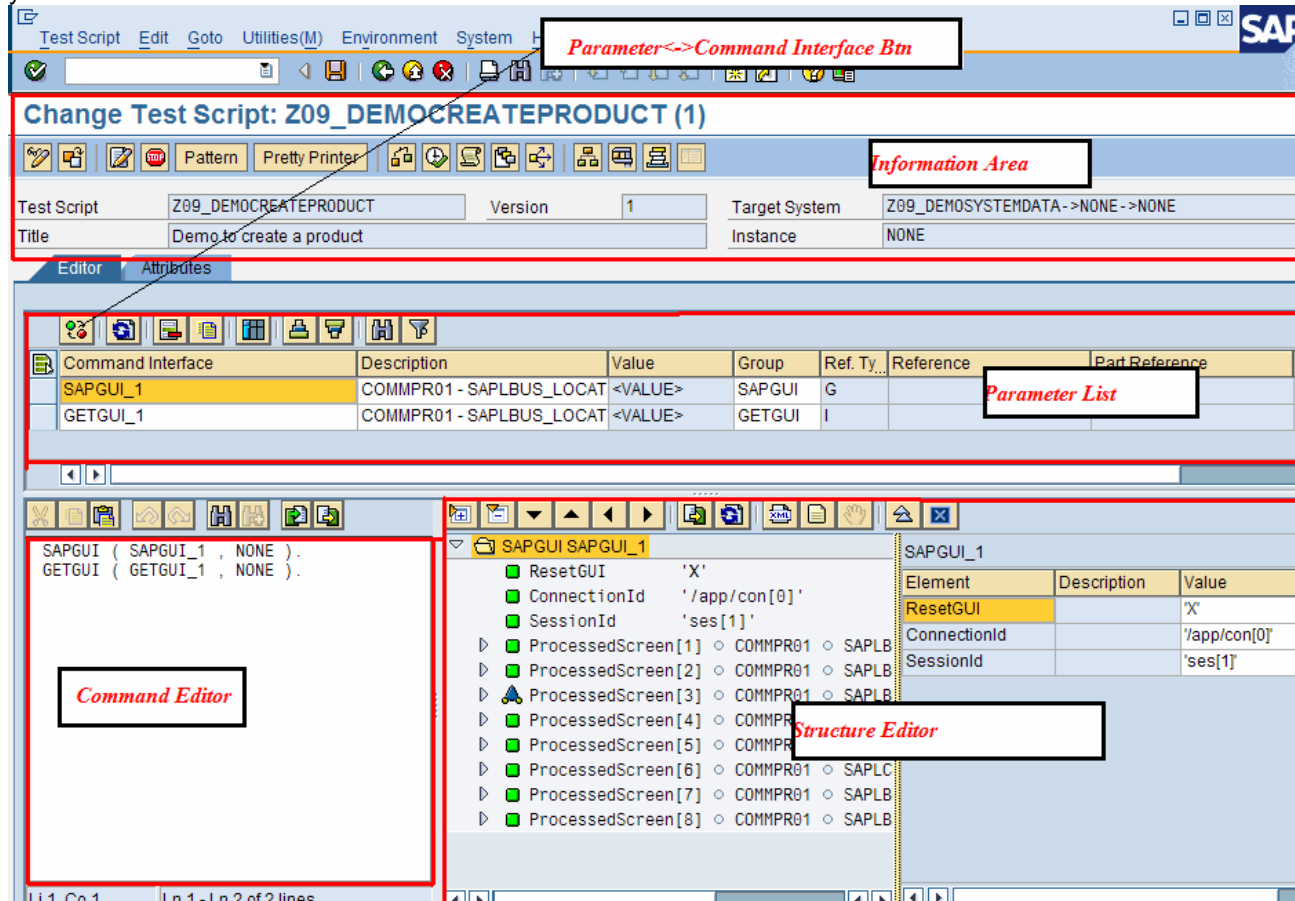 Test Script Edit Goto Utilities(M) Environment System
Parameter<->Command Interface Btn
SAP
Change Test Script: Z09_DEMOCREATEPRODUCT (1)
STOP Pattern Pretty Printer
Information Area
Test Script Z09_DEMOCREATEPRODUCT Version 1 Target System Z09_DEMOSYSTEMDATA->NONE->NONE
Title Demo to create a product Instance NONE
Editor Attributes
Command Interface Description Value Group Ref. Ty... Reference Part Reference
SAPGUI_1 COMMPR01 - SAPLBUS_LOCAT <VALUE> SAPGUI G
Parameter List
GETGUI_1 COMMPR01 - SAPLBUS_LOCAT <VALUE> GETGUI I
XML
SAPGUI ( SAPGUI_1 , NONE ).
GETGUI ( GETGUI_1 , NONE ).
Command Editor
Li 1, Co 1 Ln 1 - Ln 2 of 2 lines
SAPGUI SAPGUI_1
ResetGUI 'X'
ConnectionId '/app/con[0]'
SessionId 'ses[1]'
ProcessedScreen[1] COMMPR01 SAPLB
ProcessedScreen[2] COMMPR01 SAPLB
ProcessedScreen[3] COMMPR01 SAPLB
ProcessedScreen[4] COMMPR
ProcessedScreen[5] COMMPR
ProcessedScreen[6] COMMPR01 SAPLC
ProcessedScreen[7] COMMPR01 SAPLB
ProcessedScreen[8] COMMPR01 SAPLB
Structure Editor
SAPGUI_1
Element Description Value
ResetGUI 'X'
ConnectionId '/app/con[0]'
SessionId 'ses[1]'